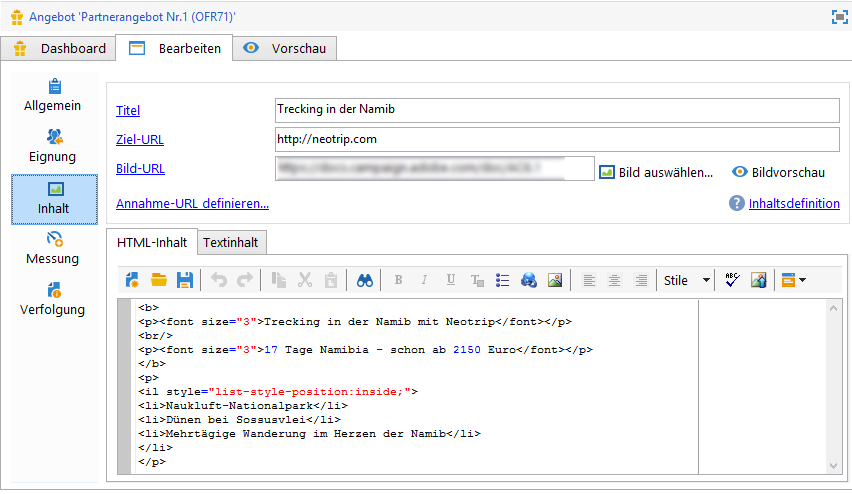 Angebot 'Partnerangebot Nr.1 (OFR71)
Dashboard Bearbeiten Vorschau
Allgemein
Eignung
Inhalt
Messung
Verfolgung
Titel Trecking in der Namib
Ziel-URL http://neotrip.com
Bild-URL Bild auswählen... Bildvorschau
Annahme-URL definieren... Inhaltsdefinition
HTML-Inhalt Textinhalt
B I U T Stile ABC
<b>
<p><font size="3">Trecking in der Namib mit Neotrip</font></p>
<br/>
<p><font size="3">17 Tage Namibia - schon ab 2150 Euro</font></p>
</b>
<p>
<il style="list-style-position:inside;">
<li>Naukluft-Nationalpark</li>
<li>Dünen bei Sossusvlei</li>
<li>Mehrtägige Wanderung im Herzen der Namib</li>
</li>
</p>